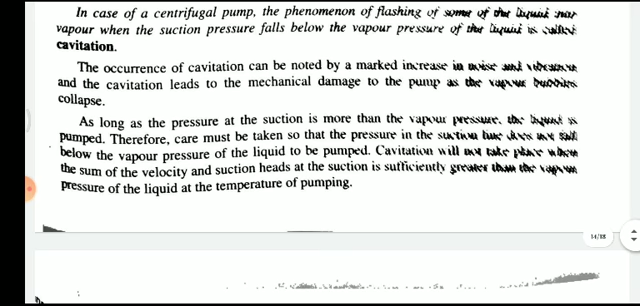 In case of a centrifugal pump, the phenomenon of flashing of some of the liquid
vapour when the suction pressure falls below the vapour pressure of the liquid is called
cavitation.
The occurrence of cavitation can be noted by a marked increase in noise and vibration
and the cavitation leads to the mechanical damage to the pump as the vapour bubbles
collapse.
As long as the pressure at the suction is more than the vapour pressure, the liquid is
pumped. Therefore, care must be taken so that the pressure in the suction line does not fall
below the vapour pressure of the liquid to be pumped. Cavitation will not take place when
the sum of the velocity and suction heads at the suction is sufficiently greater than the vapour
pressure of the liquid at the temperature of pumping.
14/88